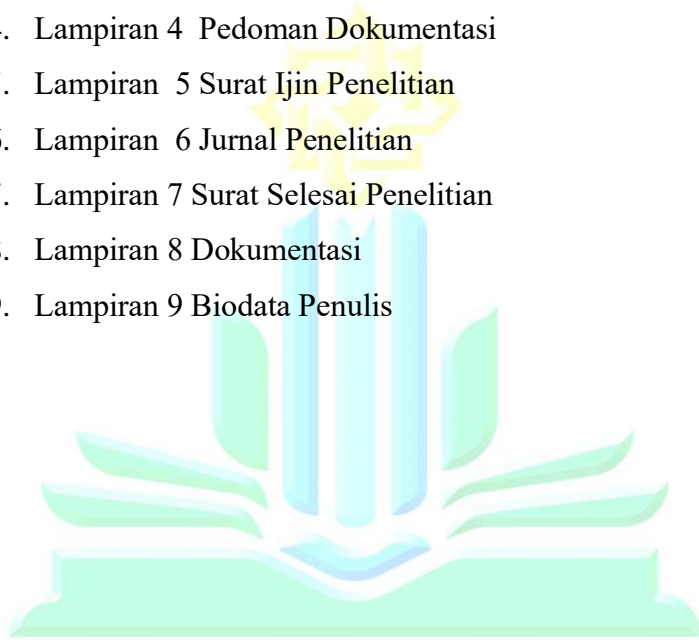 . Lampiran 4 Pedoman Dokumentasi
. Lampiran 5 Surat Ijin Penelitian
. Lampiran 6 Jurnal Penelitian
. Lampiran 7 Surat Selesai Penelitian
. Lampiran 8 Dokumentasi
. Lampiran 9 Biodata Penulis